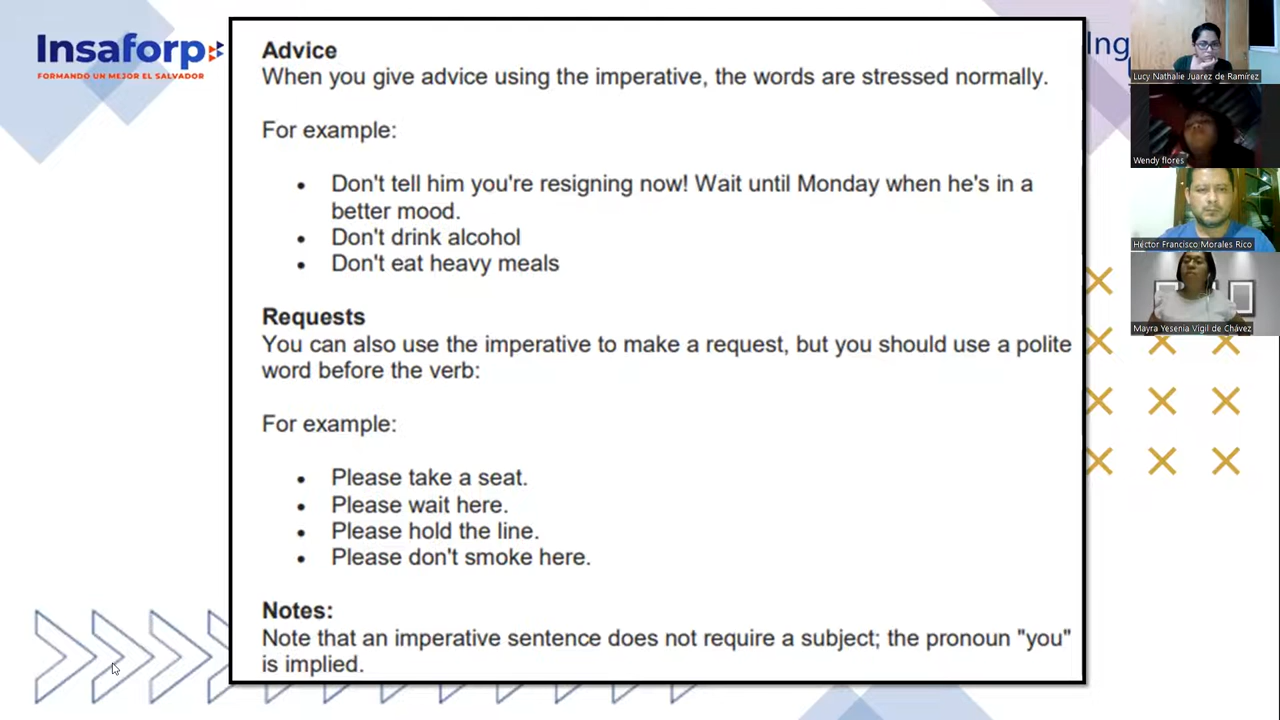 Insaforp
FORMANDO UN MEJOR EL SALVADOR
Advice
When you give advice using the imperative, the words are stressed normally.
For example:
• Don't tell him you're resigning now! Wait until Monday when he's in a
better mood.
• Don't drink alcohol
• Don't eat heavy meals
Requests
You can also use the imperative to make a request, but you should use a polite
word before the verb:
For example:
• Please take a seat.
• Please wait here.
• Please hold the line.
• Please don't smoke here.
Notes:
Note that an imperative sentence does not require a subject; the pronoun "you"
is implied.
Ing
Lucy Nathalie Juarez de Ramírez
Wendy flores
Héctor Francisco Morales Rico
Mayra Yesenia Vigil de Chávez